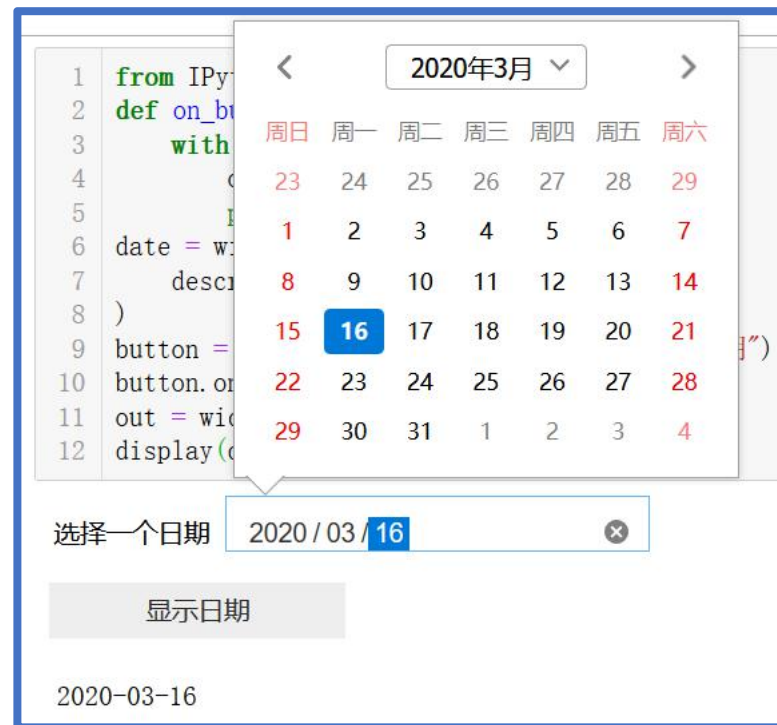 1 from IPy
2 def on_bu
3 with
4
5
6 date = wi
7 descr
8 )
9 button = ")
10 button.on
11 out = wid
12 display(
2020年3月
周日 周一 周二 周三 周四 周五 周六
23 24 25 26 27 28 29
1 2 3 4 5 6 7
8 9 10 11 12 13 14
15 16 17 18 19 20 21
22 23 24 25 26 27 28
29 30 31 1 2 3 4
选择一个日期 2020 / 03 / 16
显示日期
2020-03-16